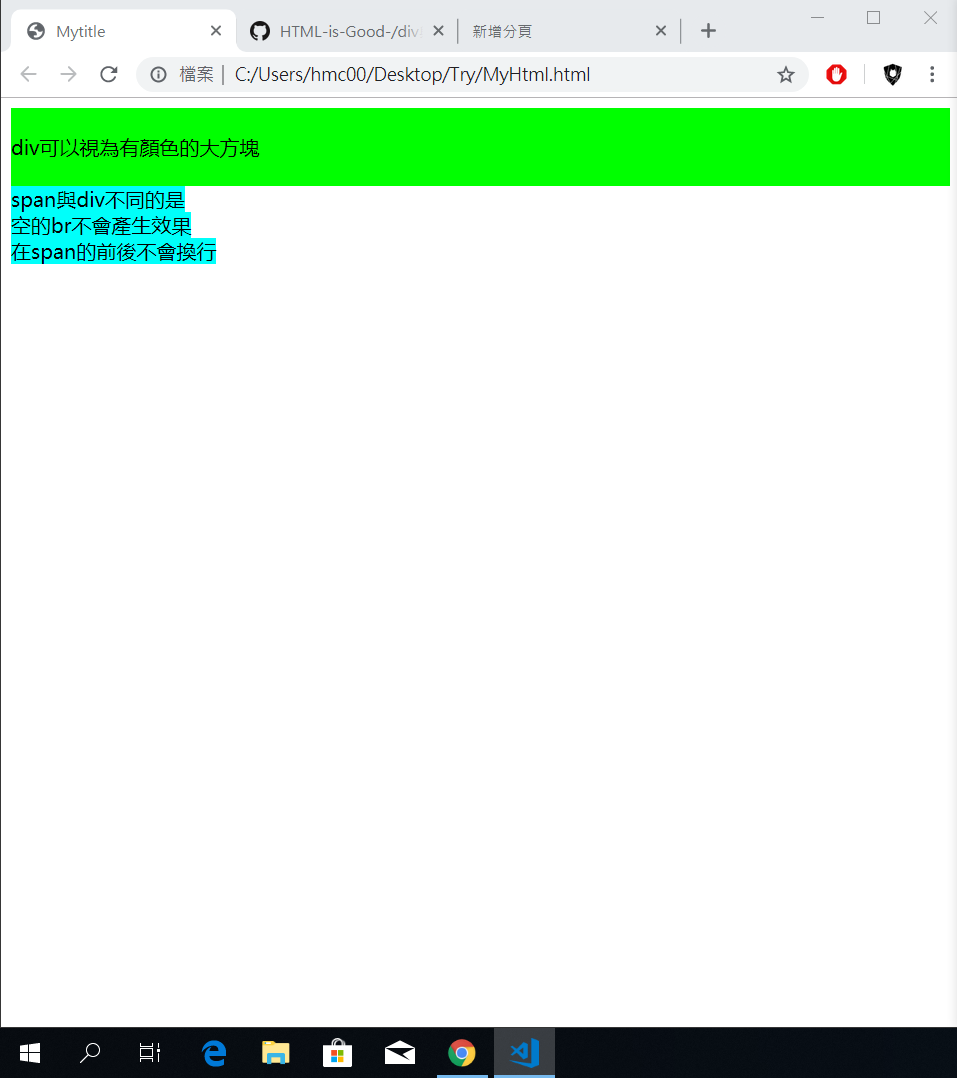 Mytitle
HTML-is-Good-/div
新增分頁
檔案 | C:/Users/hmc00/Desktop/Try/MyHtml.html
div可以視為有顏色的大方塊
span與div不同的是
空的br不會產生效果
在span的前後不會換行